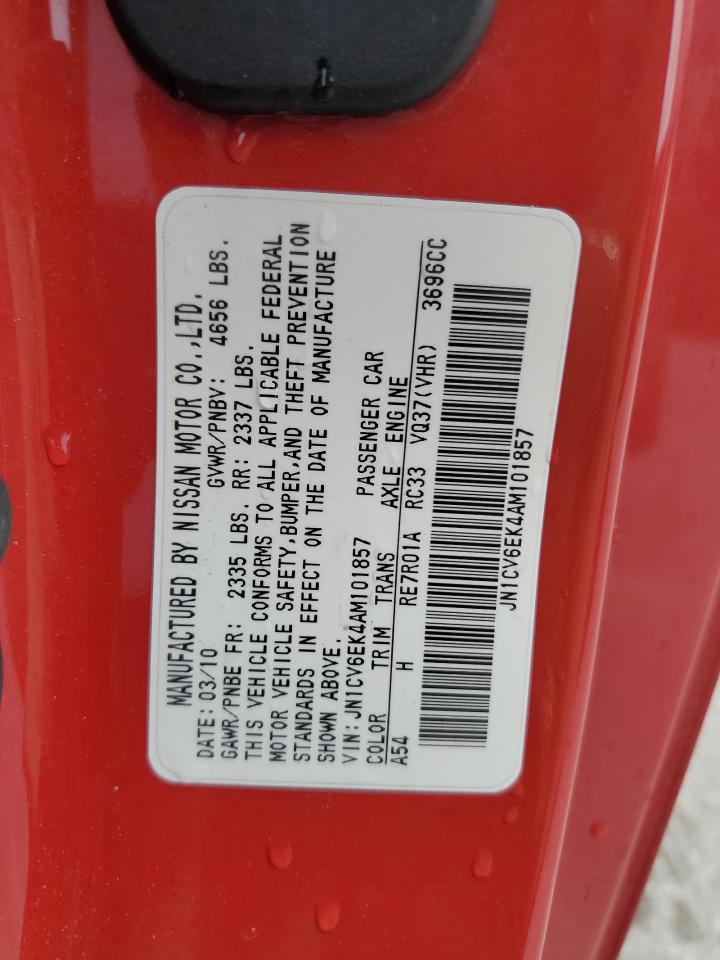 MANUFACTURED BY NISSAN MOTOR CO.,LTD.
DATE: 03/10 GVWR/PNBV: 4656 LBS.
GAWR/PNBE FR: 2335 LBS. RR: 2337 LBS.
THIS VEHICLE CONFORMS TO ALL APPLICABLE FEDERAL
MOTOR VEHICLE SAFETY,BUMPER,AND THEFT PREVENTION
STANDARDS IN EFFECT ON THE DATE OF MANUFACTURE
SHOWN ABOVE.
VIN:JN1CV6EK4AM101857 PASSENGER CAR
COLOR TRIM TRANS AXLE ENGINE
A54 H RE7R01A RC33 VQ37(VHR) 3696CC
JN1CV6EK4AM101857